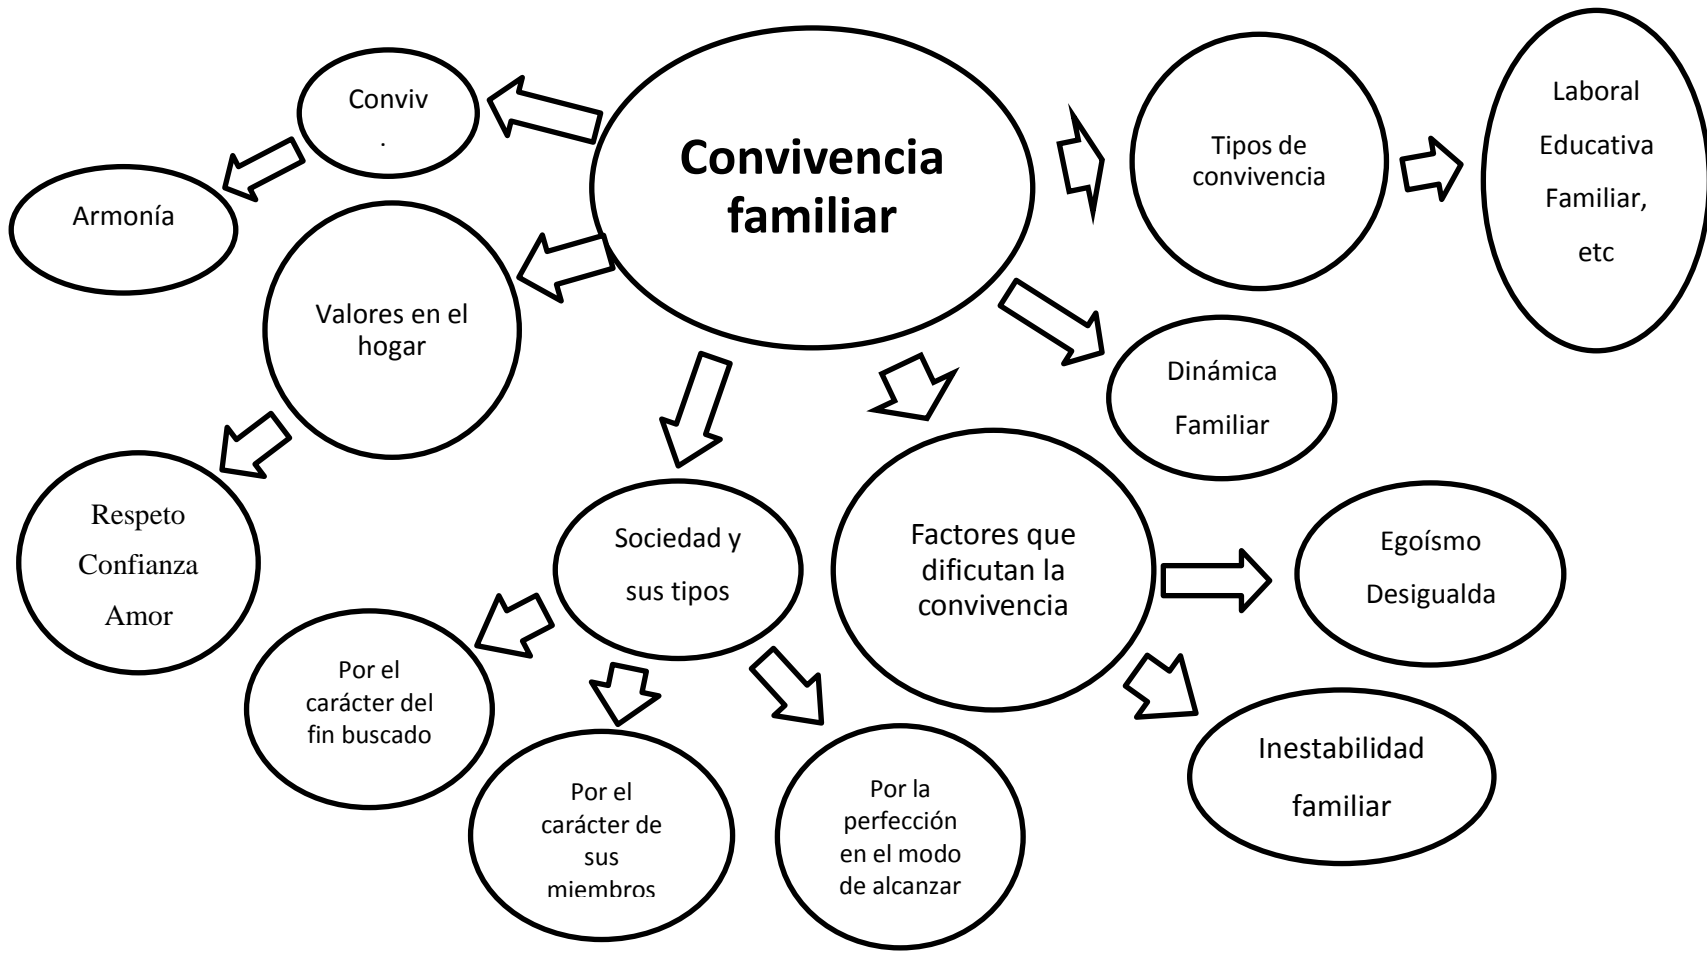 Conviv
.
Armonía
Convivencia
familiar
Tipos de
convivencia
Laboral
Educativa
Familiar,
etc
Valores en el
hogar
Dinámica
Familiar
Respeto
Confianza
Amor
Sociedad y
sus tipos
Factores que
dificutan la
convivencia
Egoísmo
Desigualda
Por el
carácter del
fin buscado
Por el
carácter de
sus
miembros
Por la
perfección
en el modo
de alcanzar
Inestabilidad
familiar